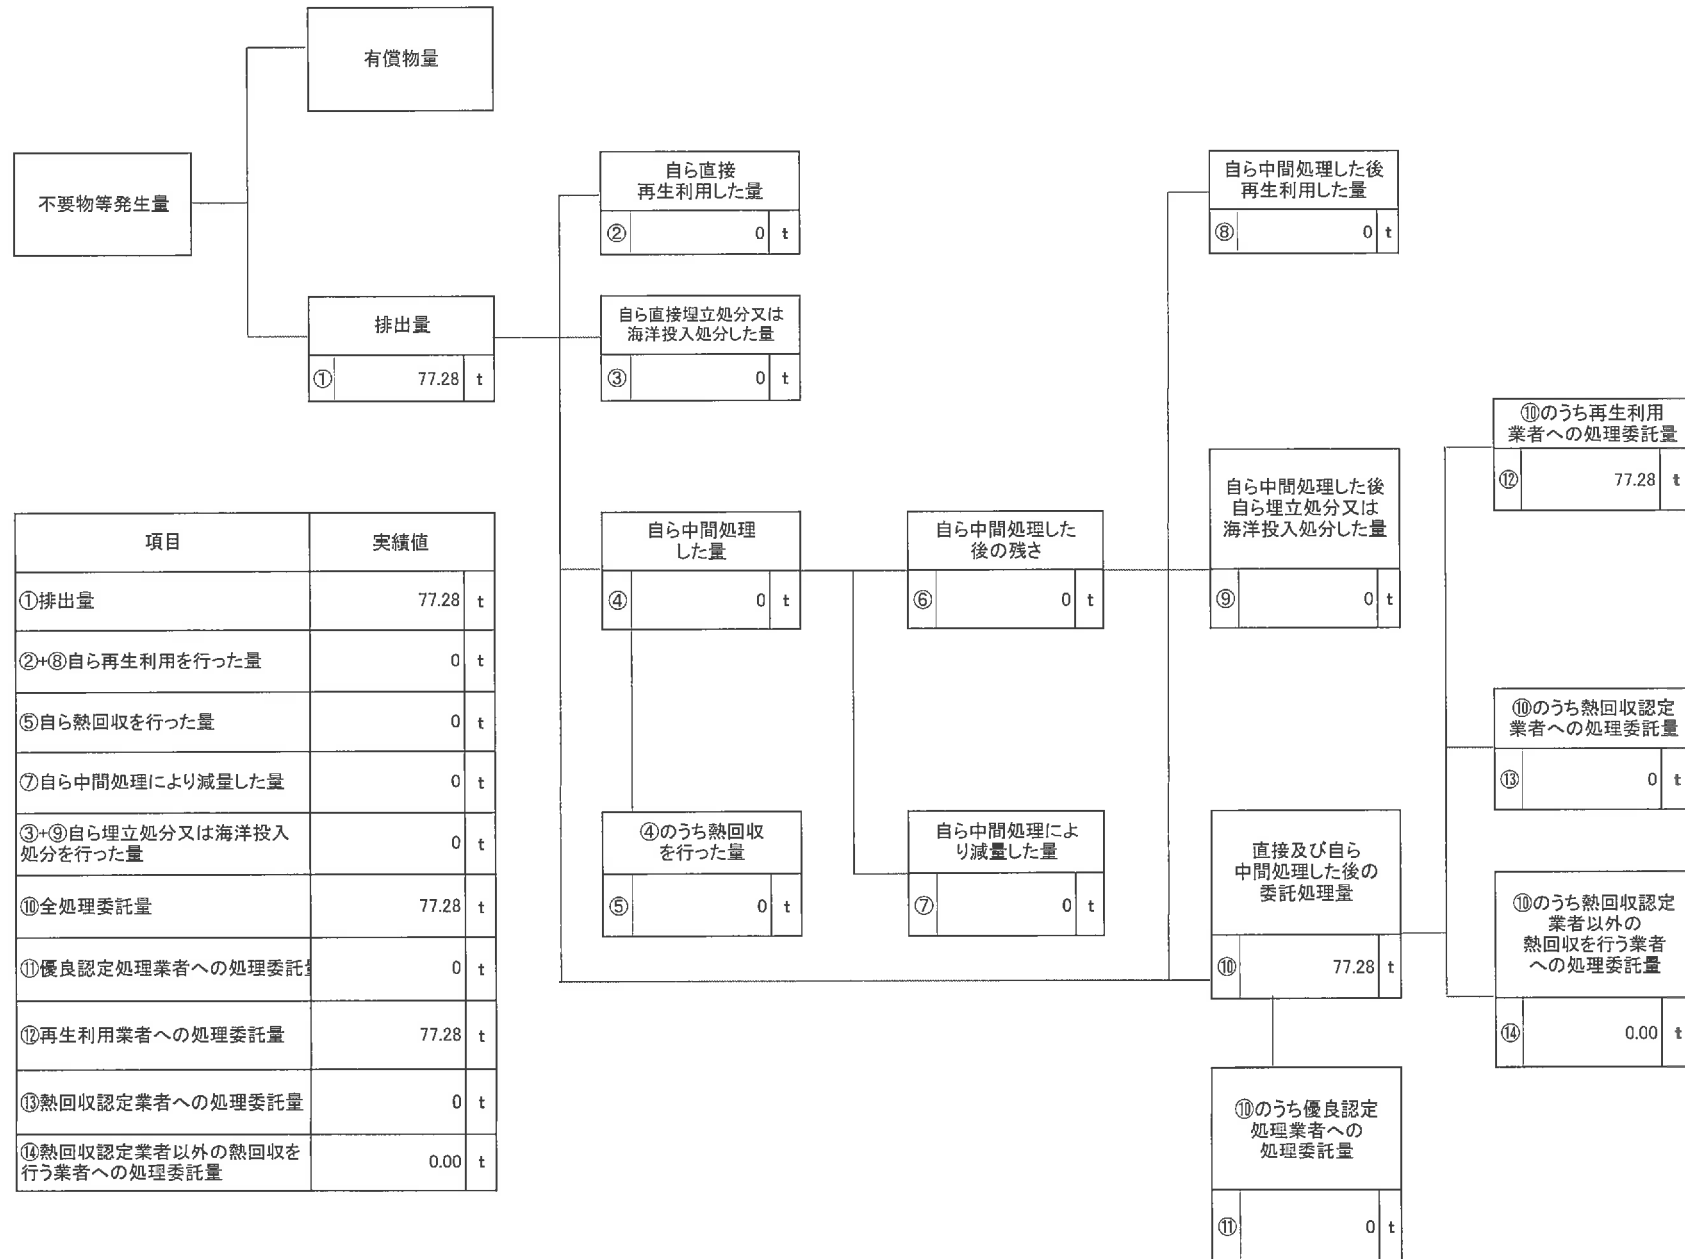 有償物量
不要物等発生量
排出量
① 77.28 t
自ら直接
再生利用した量
② 0 t
自ら直接埋立処分又は
海洋投入処分した量
③ 0 t
自ら中間処理
した量
④ 0 t
④のうち熱回収
を行った量
⑤ 0 t
自ら中間処理した
後の残さ
⑥ 0 t
自ら中間処理によ
り減量した量
⑦ 0 t
自ら中間処理した後
再生利用した量
⑧ 0 t
自ら中間処理した後
自ら埋立処分又は
海洋投入処分した量
⑨ 0 t
直接及び自ら
中間処理した後の
委託処理量
⑩ 77.28 t
⑩のうち優良認定
処理業者への
処理委託量
⑪ 0 t
⑩のうち再生利用
業者への処理委託量
⑫ 77.28 t
⑩のうち熱回収認定
業者への処理委託量
⑬ 0 t
⑩のうち熱回収認定
業者以外の
熱回収を行う業者
への処理委託量
⑭ 0.00 t
項目 実績値
①排出量 77.28 t
②+⑧自ら再生利用を行った量 0 t
⑤自ら熱回収を行った量 0 t
⑦自ら中間処理により減量した量 0 t
③+⑨自ら埋立処分又は海洋投入
処分を行った量 0 t
⑩全処理委託量 77.28 t
⑪優良認定処理業者への処理委託 0 t
⑫再生利用業者への処理委託量 77.28 t
⑬熱回収認定業者への処理委託量 0 t
⑭熱回収認定業者以外の熱回収を
行う業者への処理委託量 0.00 t